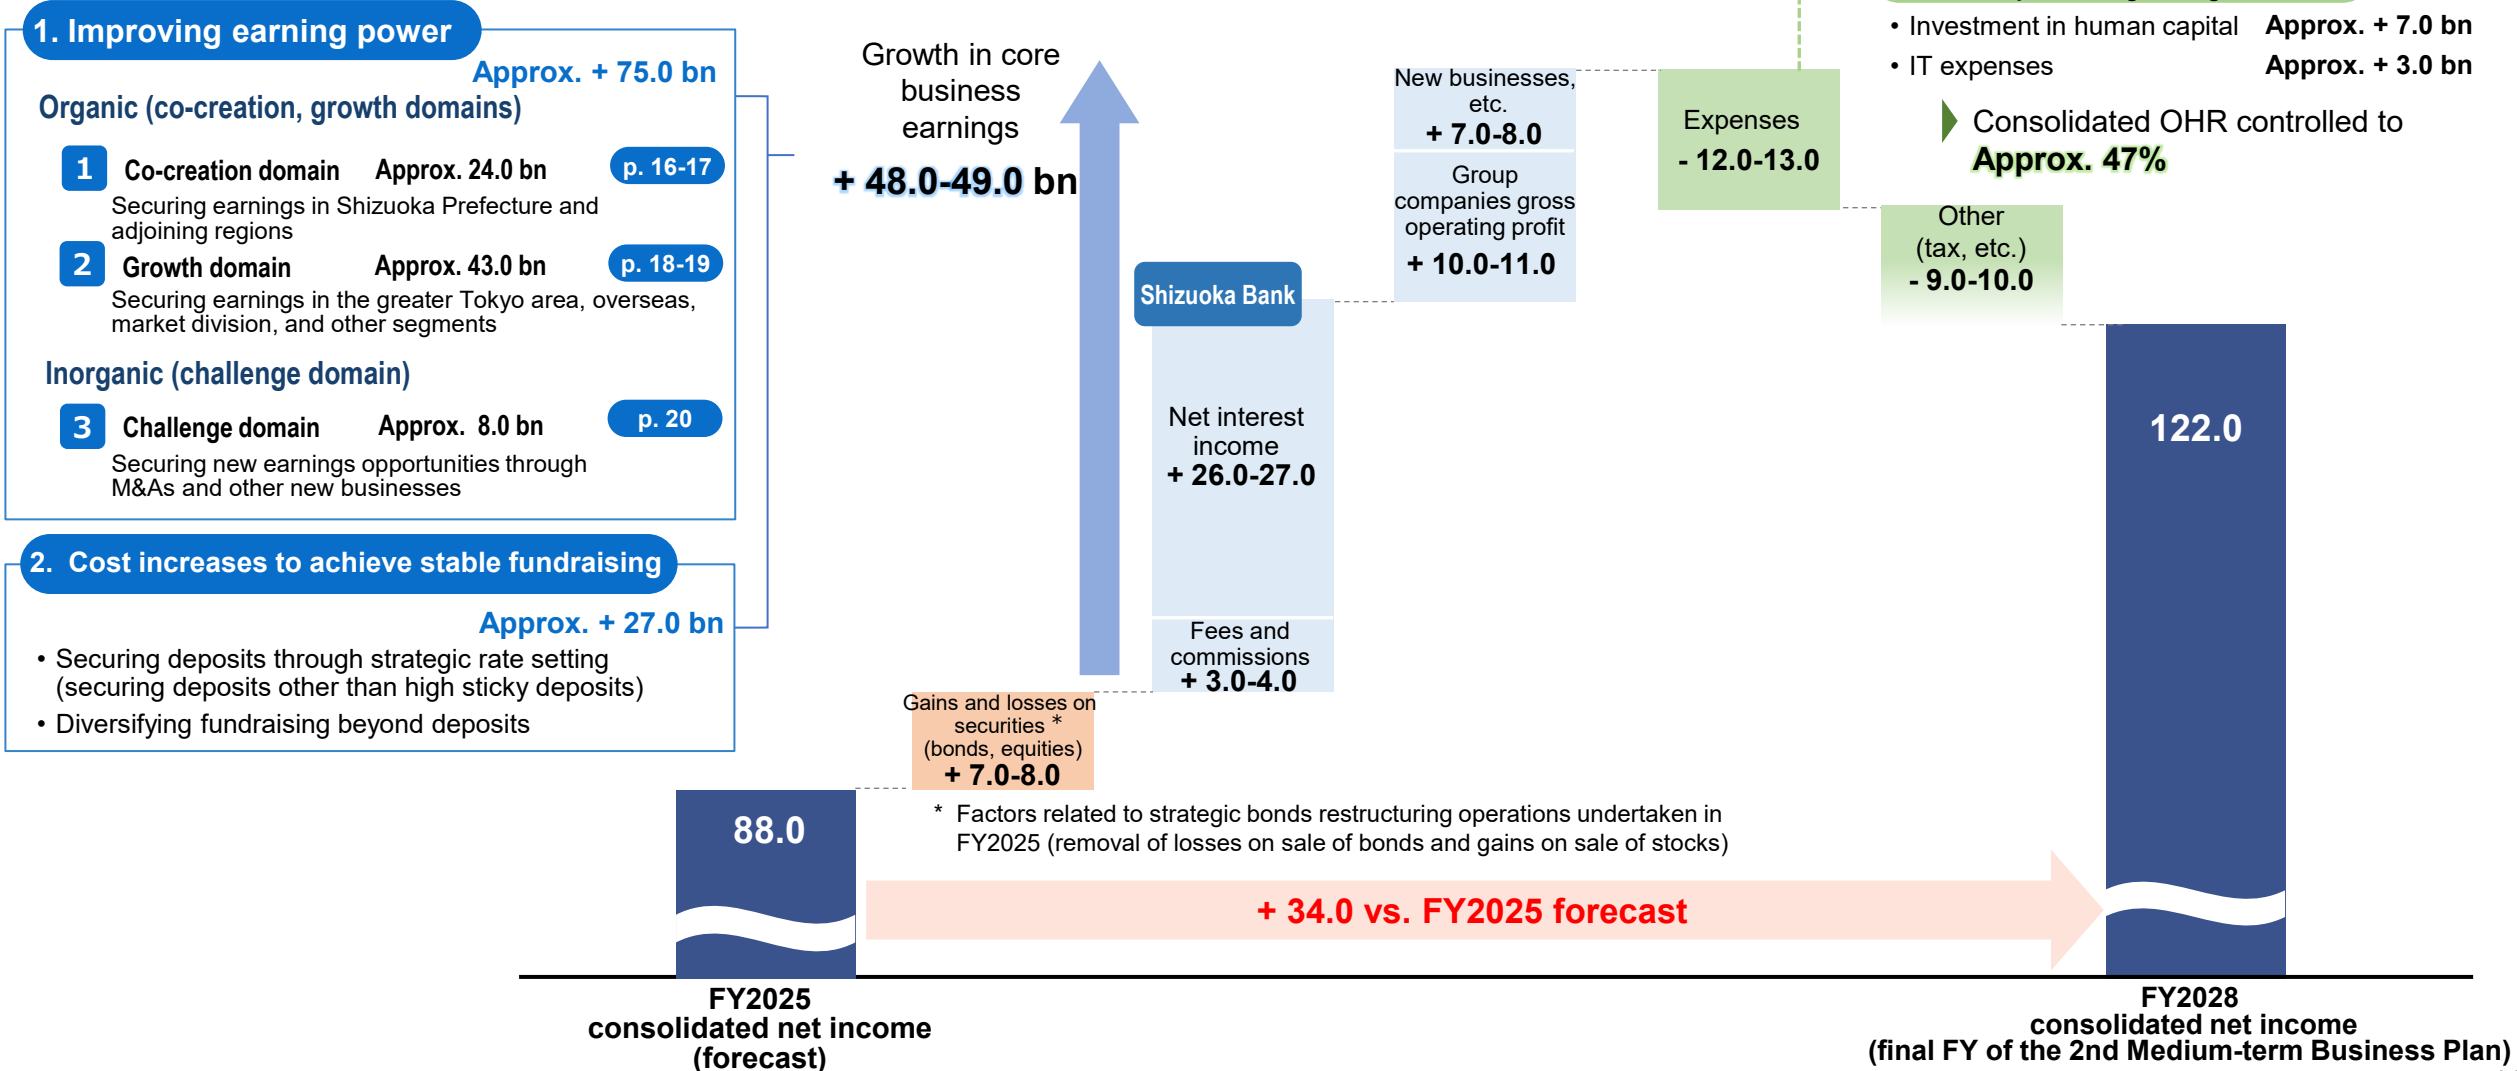 1. Improving earning power
Approx. + 75.0 bn
Organic (co-creation, growth domains)
1 Co-creation domain Approx. 24.0 bn p. 16-17
Securing earnings in Shizuoka Prefecture and
adjoining regions
2 Growth domain Approx. 43.0 bn p. 18-19
Securing earnings in the greater Tokyo area, overseas,
market division, and other segments
Inorganic (challenge domain)
3 Challenge domain Approx. 8.0 bn p. 20
Securing new earnings opportunities through
M&As and other new businesses
2. Cost increases to achieve stable fundraising
Approx. + 27.0 bn
• Securing deposits through strategic rate setting
(securing deposits other than high sticky deposits)
• Diversifying fundraising beyond deposits
Growth in core
business
earnings
+ 48.0-49.0 bn
88.0
FY2025
consolidated net income
(forecast)
Gains and losses on
securities *
(bonds, equities)
+ 7.0-8.0
Shizuoka Bank
Net interest
income
+ 26.0-27.0
Fees and
commissions
+ 3.0-4.0
New businesses,
etc.
+ 7.0-8.0
Group
companies gross
operating profit
+ 10.0-11.0
Expenses
- 12.0-13.0
• Investment in human capital Approx. + 7.0 bn
• IT expenses Approx. + 3.0 bn
Consolidated OHR controlled to
Approx. 47%
Other
(tax, etc.)
- 9.0-10.0
122.0
* Factors related to strategic bonds restructuring operations undertaken in
FY2025 (removal of losses on sale of bonds and gains on sale of stocks)
+ 34.0 vs. FY2025 forecast
FY2028
consolidated net income
(final FY of the 2nd Medium-term Business Plan)